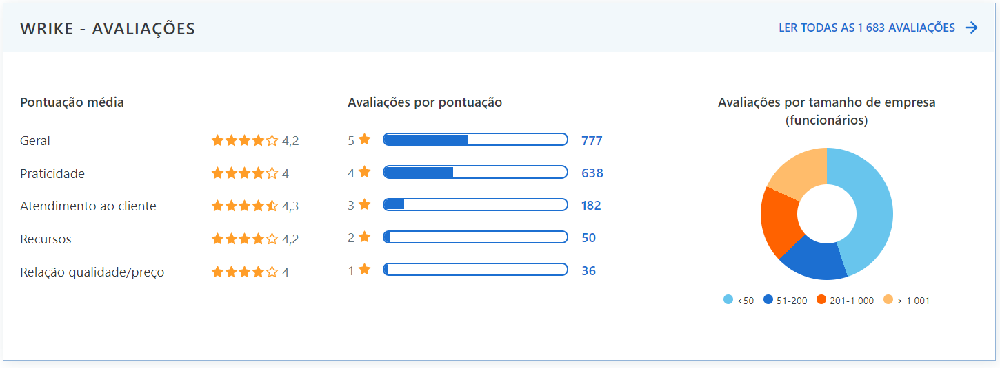 WRIKE - AVALIAÇÕES
LER TODAS AS 1 683 AVALIAÇÕES
Pontuação média
Geral 4,2
Praticidade 4
Atendimento ao cliente 4,3
Recursos 4,2
Relação qualidade/preço 4
Avaliações por pontuação
5 777
4 638
3 182
2 50
1 36
Avaliações por tamanho de empresa
(funcionários)
<50 51-200 201-1 000 > 1 001